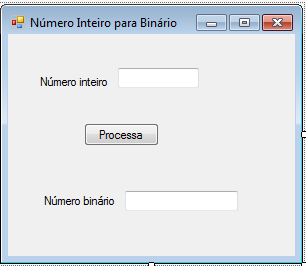 Número Inteiro para Binário
Número inteiro
Processa
Número binário